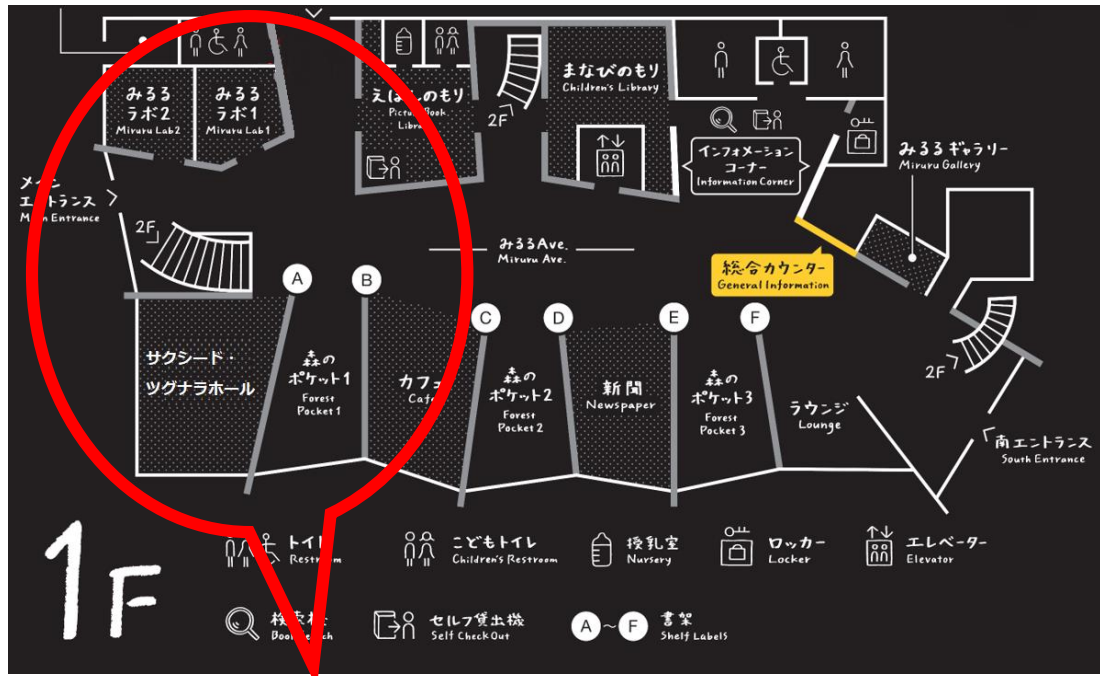 みるる
ラボ2
Miruru Lab2
みるる
ラボ1
Miruru Lab1
えほんのもり
Picture Book
Library
2F
まなびのもり
Children's Library
インフォメーション
コーナー
Information Corner
みるるギャラリー
Miruru Gallery
メイン
エントランス
Main Entrance
2F
みるるAve.
Miruru Ave.
総合カウンター
General Information
A
B
C
D
E
F
サクシード・
ツグナラホール
森の
ポケット1
Forest
Pocket 1
カフェ
Cafe
森の
ポケット2
Forest
Pocket 2
新聞
Newspaper
森の
ポケット3
Forest
Pocket 3
ラウンジ
Lounge
2F
南エントランス
South Entrance
1F
トイレ
Restroom
こどもトイレ
Children's Restroom
授乳室
Nursery
ロッカー
Locker
エレベーター
Elevator
検索機
Book Search
セルフ貸出機
Self Check Out
A～F
書架
Shelf Labels